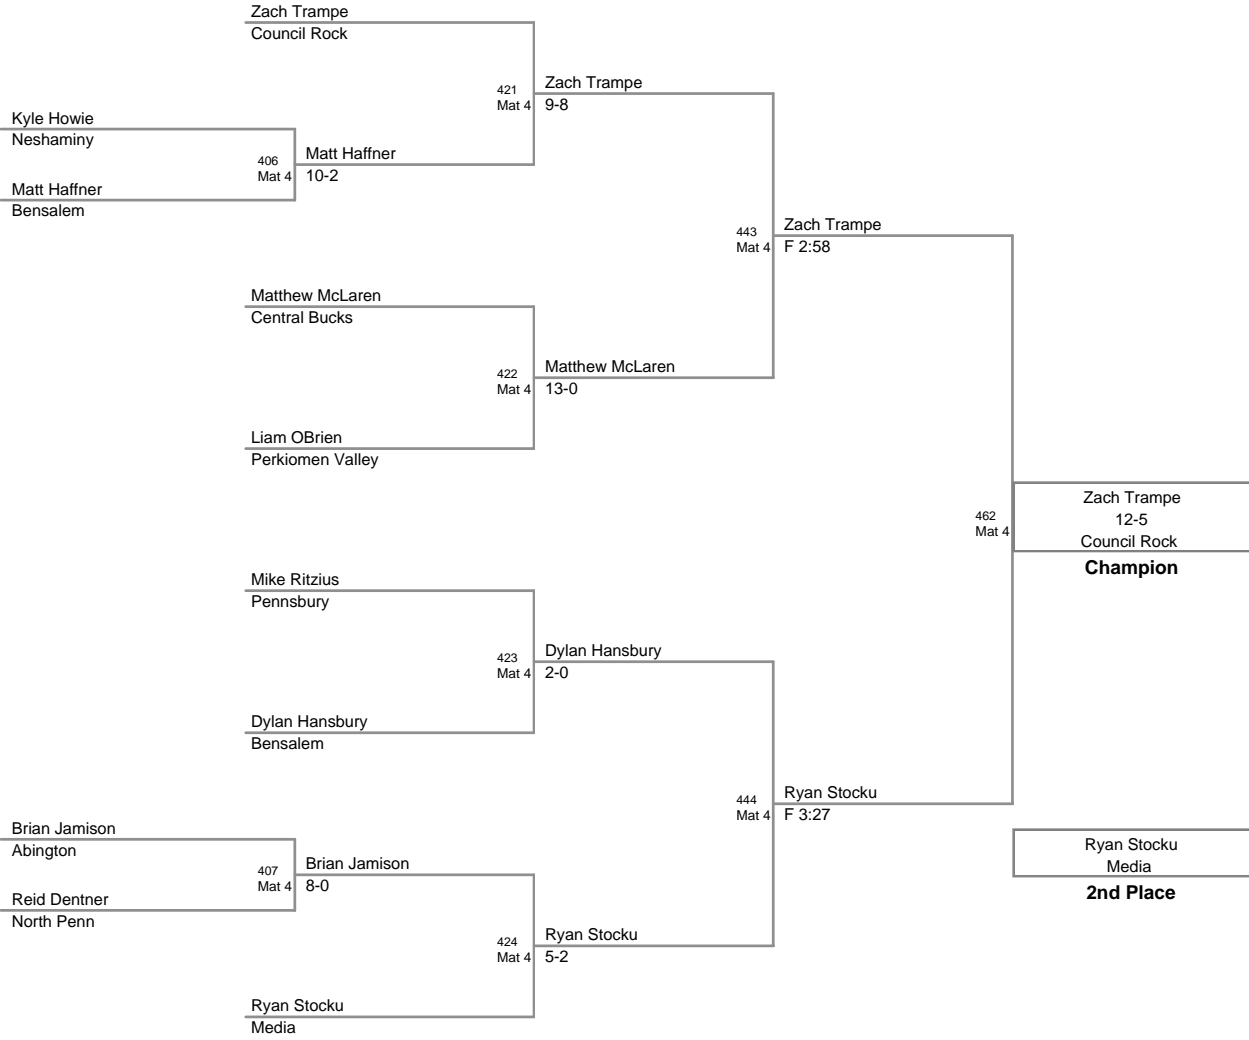 Zach Trampe
Council Rock
421
Mat 4
Zach Trampe
9-8
Kyle Howie
Neshaminy
406
Mat 4
Matt Haffner
10-2
Matt Haffner
Bensalem
443
Mat 4
Zach Trampe
F 2:58
Matthew McLaren
Central Bucks
422
Mat 4
Matthew McLaren
13-0
Liam OBrien
Perkiomen Valley
462
Mat 4
Zach Trampe
12-5
Council Rock
Champion
Mike Ritzius
Pennsbury
423
Mat 4
Dylan Hansbury
2-0
Dylan Hansbury
Bensalem
444
Mat 4
Ryan Stocku
F 3:27
Brian Jamison
Abington
407
Mat 4
Brian Jamison
8-0
Reid Dentner
North Penn
Ryan Stocku
Media
2nd Place
424
Mat 4
Ryan Stocku
5-2
Ryan Stocku
Media